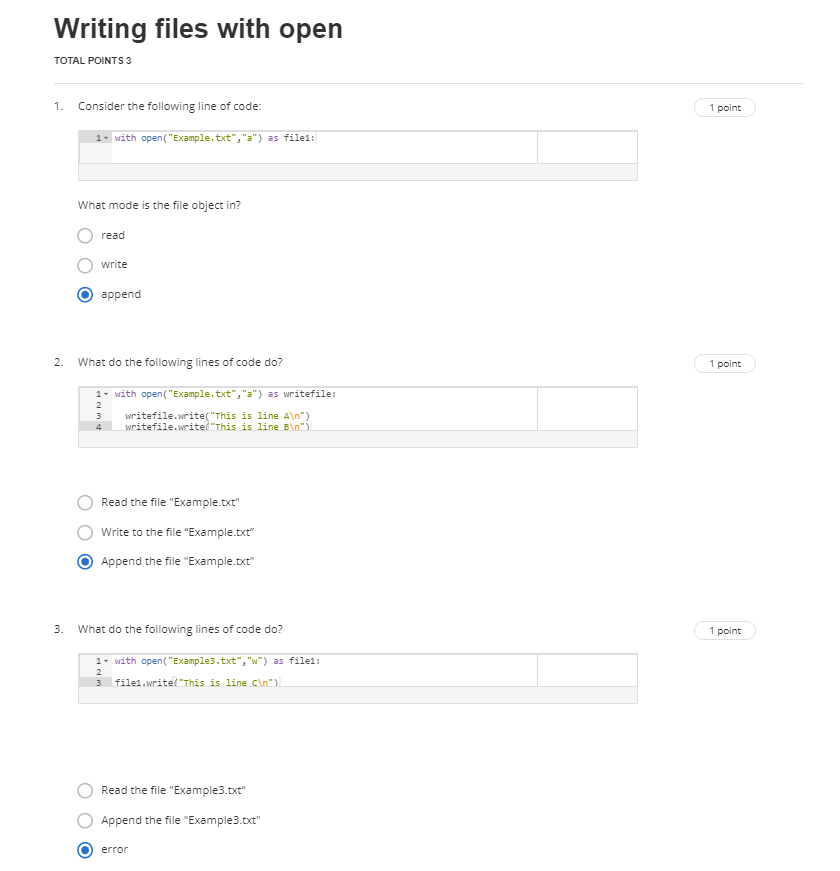 Writing files with open
TOTAL POINTS 3
1. Consider the following line of code:
1 point
1 with open("Example.txt","a") as file1:
What mode is the file object in?
read
write
append
2. What do the following lines of code do?
1 point
1 with open("Example.txt","a") as writefile:
2
3 writefile.write("This is line A\n")
4 writefile.write("This is line B\n")
Read the file "Example.txt"
Write to the file "Example.txt"
Append the file "Example.txt"
3. What do the following lines of code do?
1 point
1 with open("Example3.txt","w") as file1:
2
3 file1.write("This is line C\n")
Read the file "Example3.txt"
Append the file "Example3.txt"
error